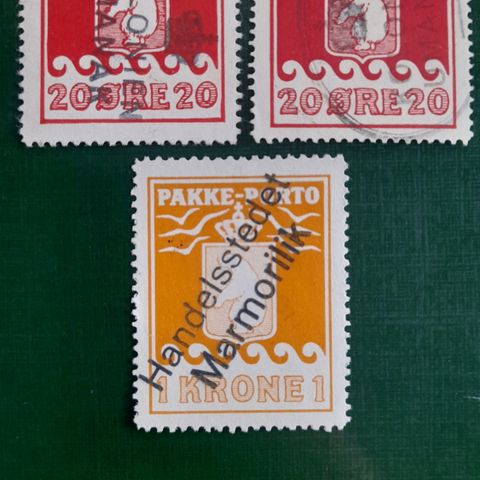 20 ØRE 20
20 ØRE 20
PAKKE-PORTO
Handelsstedet
Marmorilik
1 KRONE 1